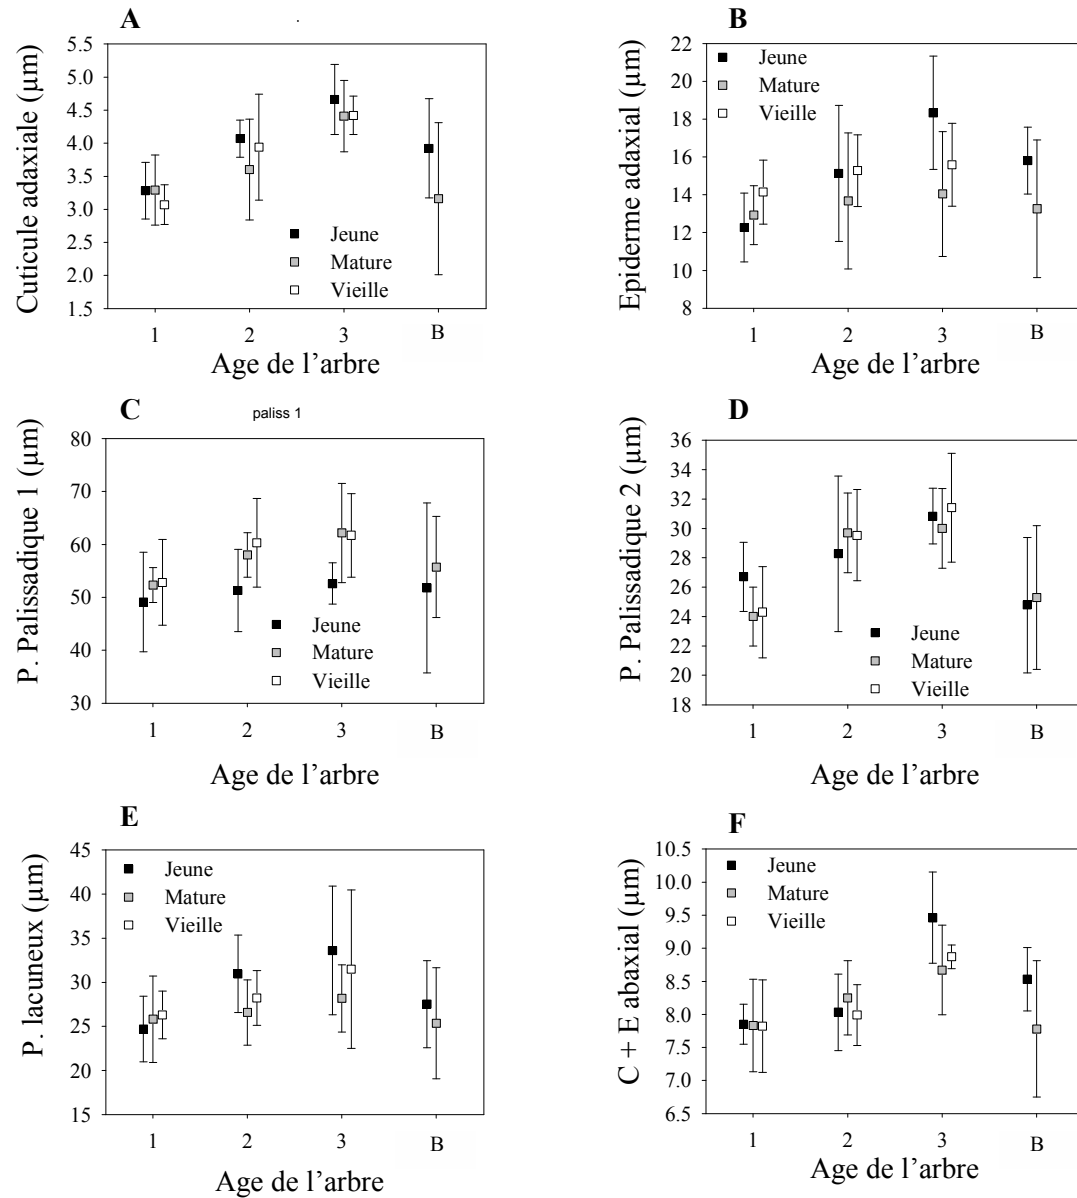 A
Cuticule adaxiale (µm)
5.5
5.0
4.5
4.0
3.5
3.0
2.5
2.0
1.5
Jeune
Mature
Vieille
1 2 3 B
Age de l’arbre
B
Epiderme adaxial (µm)
22
20
18
16
14
12
10
8
Jeune
Mature
Vieille
1 2 3 B
Age de l’arbre
C
paliss 1
P. Palissadique 1 (µm)
80
70
60
50
40
30
Jeune
Mature
Vieille
1 2 3 B
Age de l’arbre
D
P. Palissadique 2 (µm)
36
34
32
30
28
26
24
22
20
18
Jeune
Mature
Vieille
1 2 3 B
Age de l’arbre
E
P. lacuneux (µm)
45
40
35
30
25
20
15
Jeune
Mature
Vieille
1 2 3 B
Age de l’arbre
F
C + E abaxial (µm)
10.5
10.0
9.5
9.0
8.5
8.0
7.5
7.0
6.5
Jeune
Mature
Vieille
1 2 3 B
Age de l’arbre